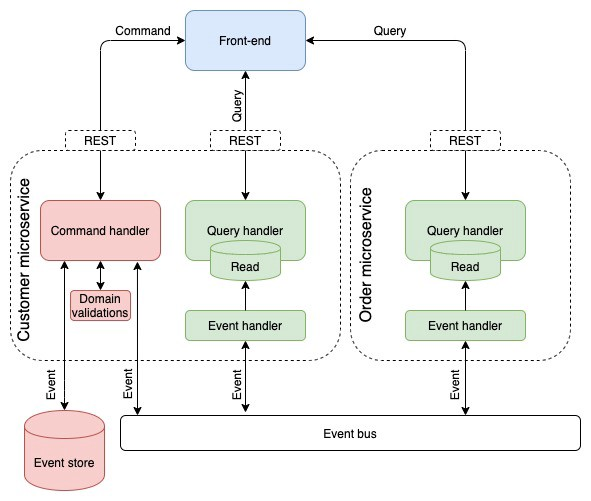 Command
Front-end
Query
Query
REST
REST
REST
Customer microservice
Command handler
Query handler
Read
Order microservice
Query handler
Read
Domain
validations
Event handler
Event handler
Event
Event
Event
Event
Event store
Event bus